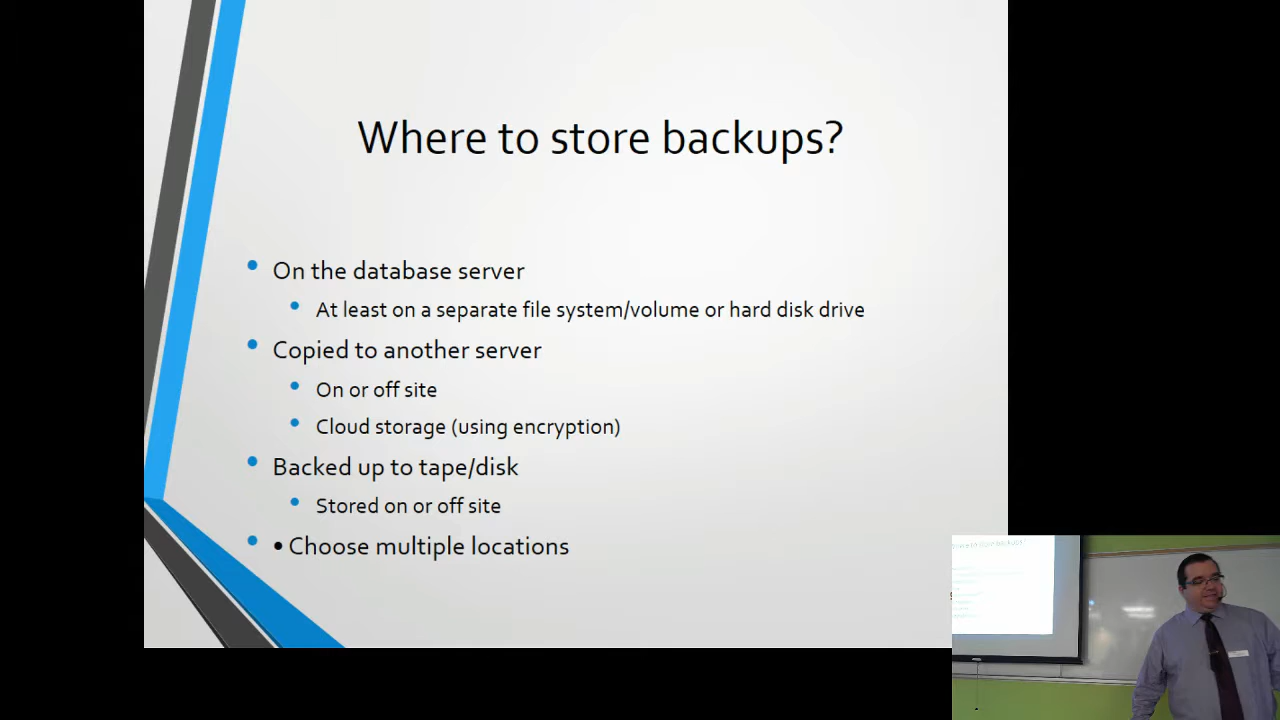 Where to store backups?
• On the database server
• At least on a separate file system/volume or hard disk drive
• Copied to another server
• On or off site
• Cloud storage (using encryption)
• Backed up to tape/disk
• Stored on or off site
• • Choose multiple locations